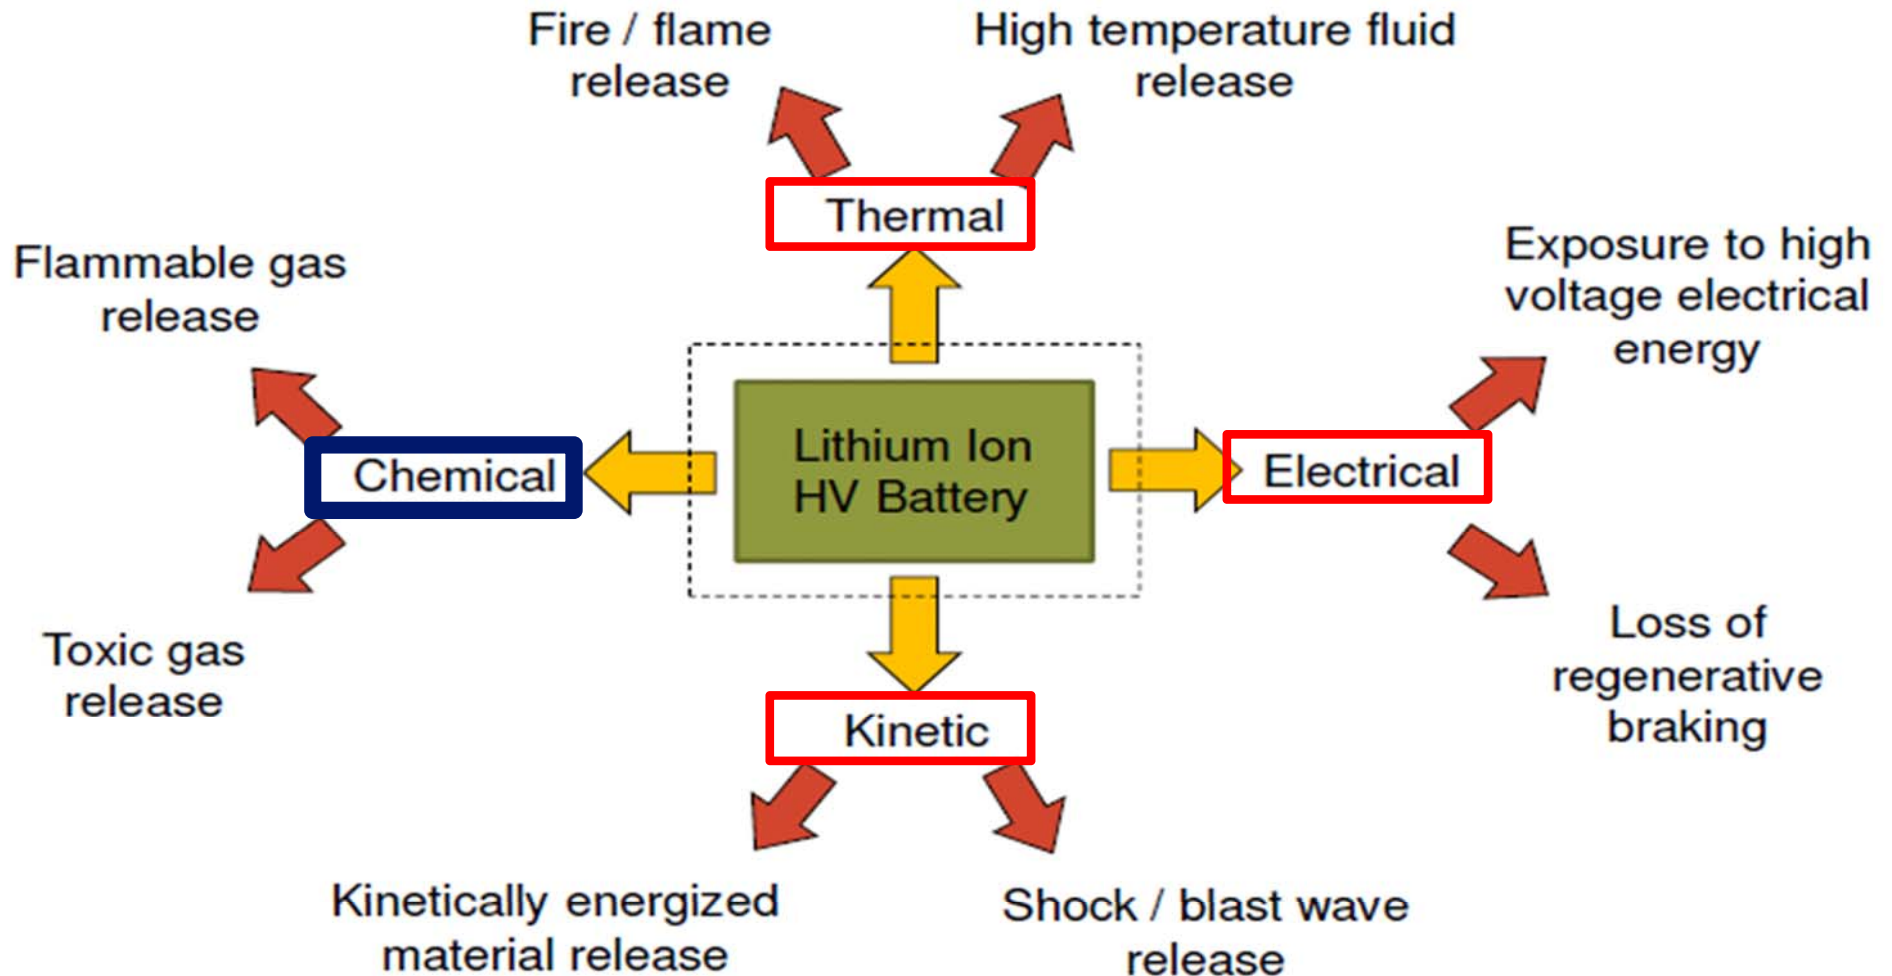 Fire / flame
release
High temperature fluid
release
Thermal
Flammable gas
release
Exposure to high
voltage electrical
energy
Chemical
Lithium Ion
HV Battery
Electrical
Toxic gas
release
Loss of
regenerative
braking
Kinetic
Kinetically energized
material release
Shock / blast wave
release